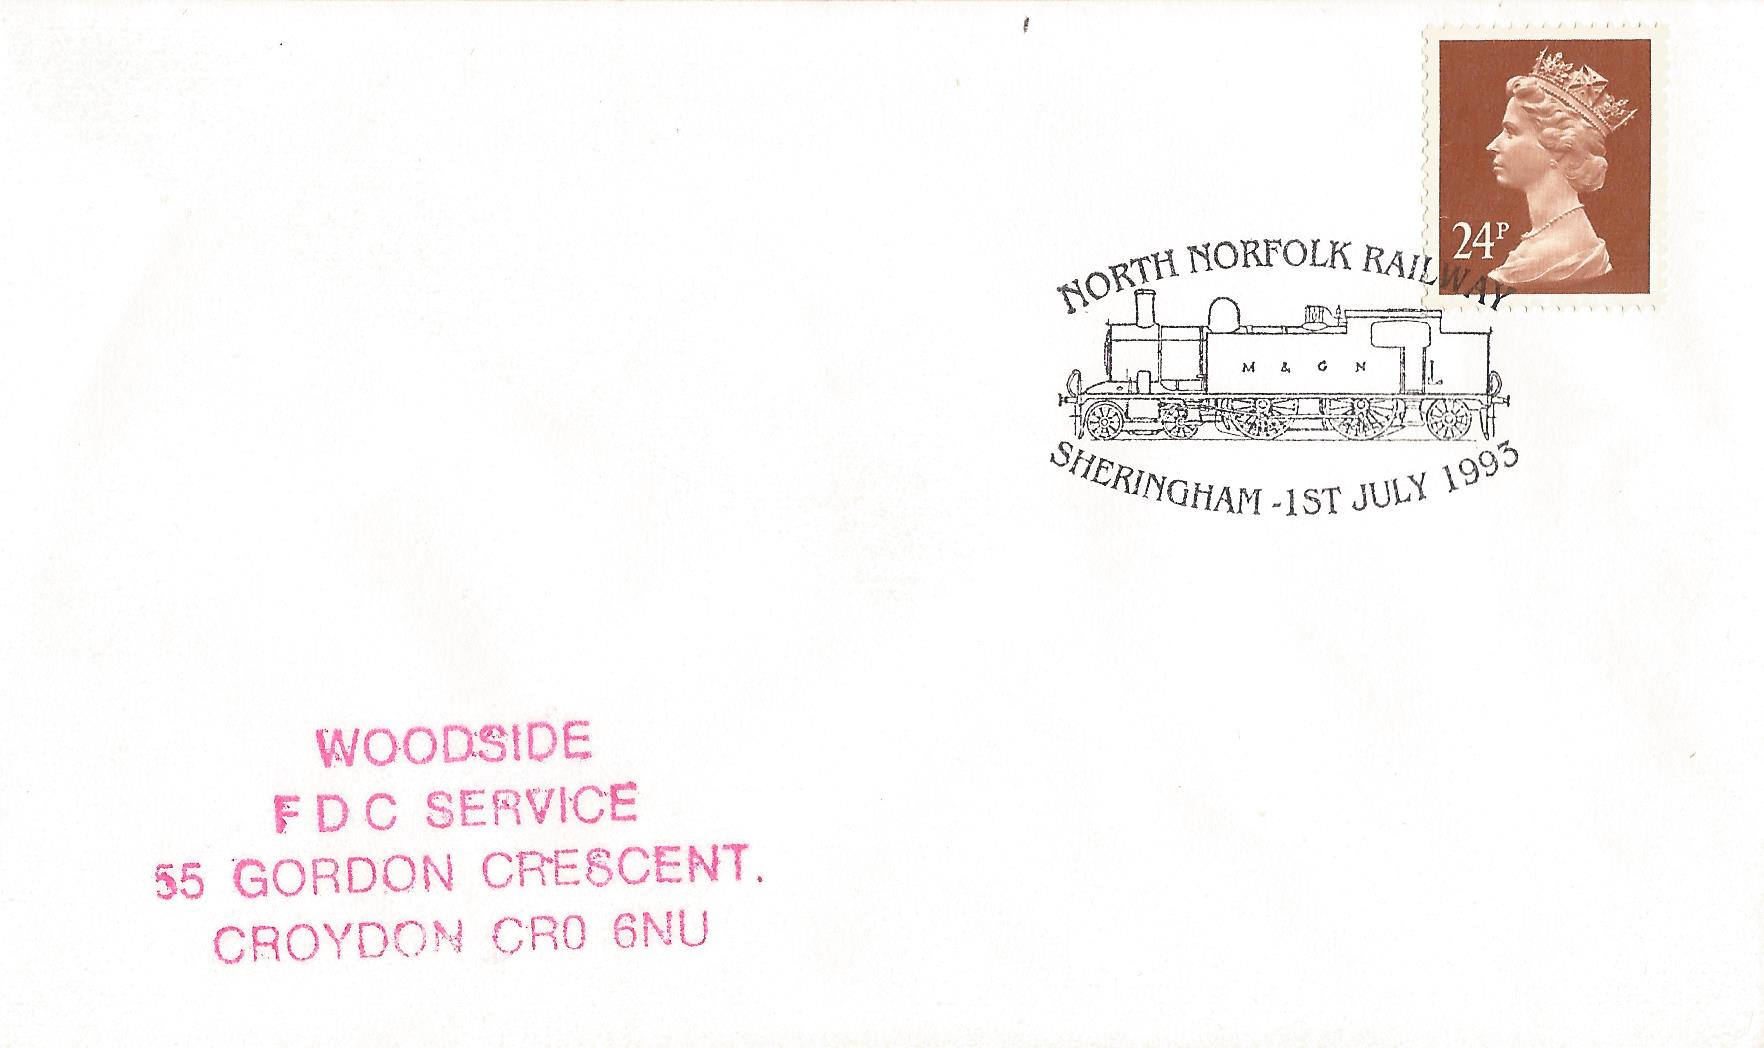 24P
NORTH NORFOLK RAILWAY
M & G N
SHERINGHAM - 1ST JULY 1993
WOODSIDE
F D C SERVICE
55 GORDON CRESCENT.
CROYDON CR0 6NU